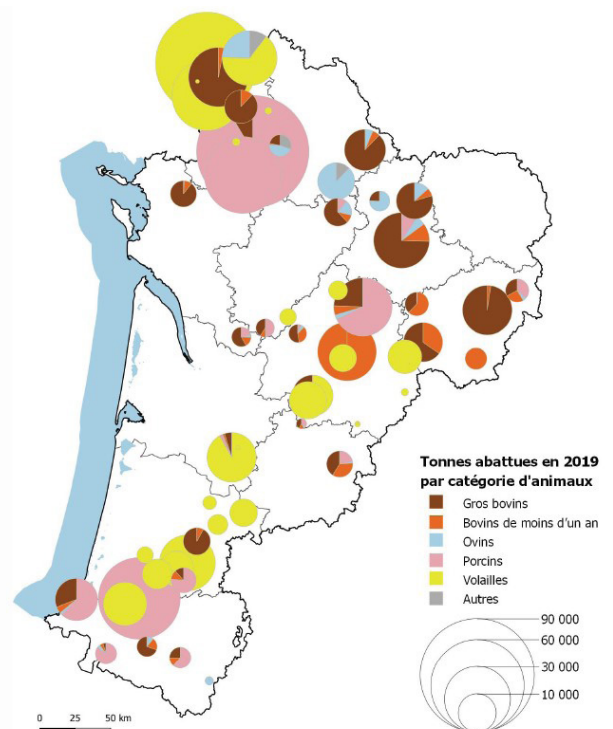 Tonnes abattues en 2019
par catégorie d'animaux
Gros bovins
Bovins de moins d'un an
Ovins
Porcins
Volailles
Autres
90 000
60 000
30 000
10 000
0 25 50 km